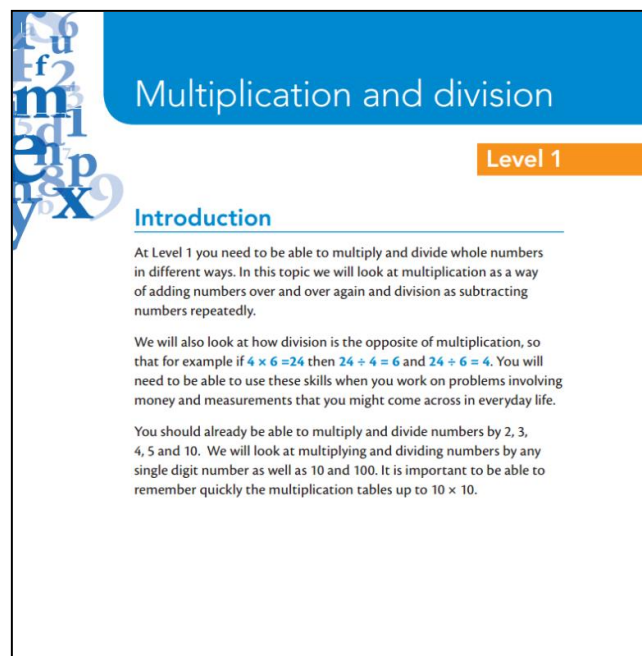 Multiplication and division
Level 1
Introduction
At Level 1 you need to be able to multiply and divide whole numbers
in different ways. In this topic we will look at multiplication as a way
of adding numbers over and over again and division as subtracting
numbers repeatedly.
We will also look at how division is the opposite of multiplication, so
that for example if 4 × 6 =24 then 24 ÷ 4 = 6 and 24 ÷ 6 = 4. You will
need to be able to use these skills when you work on problems involving
money and measurements that you might come across in everyday life.
You should already be able to multiply and divide numbers by 2, 3,
4, 5 and 10. We will look at multiplying and dividing numbers by any
single digit number as well as 10 and 100. It is important to be able to
remember quickly the multiplication tables up to 10 × 10.